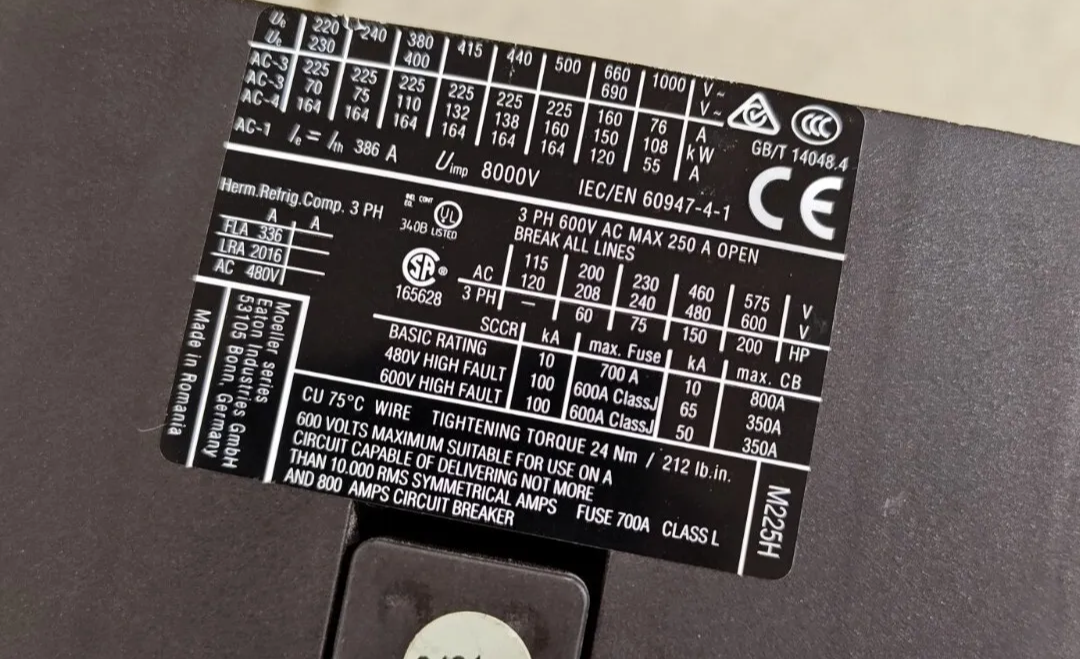 Ue 220 240 380 415 440 500 660 1000 V~
Ue 230 400 690 V~
AC-3 225 225 225 225 225 225 160 76 A
AC-3 70 75 110 132 138 160 150 108 kW
AC-4 164 164 164 164 164 164 120 55 A
AC-1 Ie = Ith 386 A Uimp 8000V IEC/EN 60947-4-1
GB/T 14048.4
CCC
CE
Herm.Refrig.Comp. 3 PH
A A
FLA 336
LRA 2016
AC 480V
IND. CONT.
EQ.
UL
340B LISTED
SA ®
165628
3 PH 600V AC MAX 250 A OPEN
BREAK ALL LINES
AC 115 200 230 460 575 V
3 PH 120 208 240 480 600 V
— 60 75 150 200 HP
SCCR kA max. Fuse kA max. CB
BASIC RATING 10 700 A 10 800A
480V HIGH FAULT 100 600A ClassJ 65 350A
600V HIGH FAULT 100 600A ClassJ 50 350A
CU 75°C WIRE TIGHTENING TORQUE 24 Nm / 212 lb.in.
600 VOLTS MAXIMUM SUITABLE FOR USE ON A
CIRCUIT CAPABLE OF DELIVERING NOT MORE
THAN 10.000 RMS SYMMETRICAL AMPS FUSE 700A CLASS L
AND 800 AMPS CIRCUIT BREAKER
M225H
Moeller series
Eaton Industries GmbH
53105 Bonn, Germany
Made in Romania